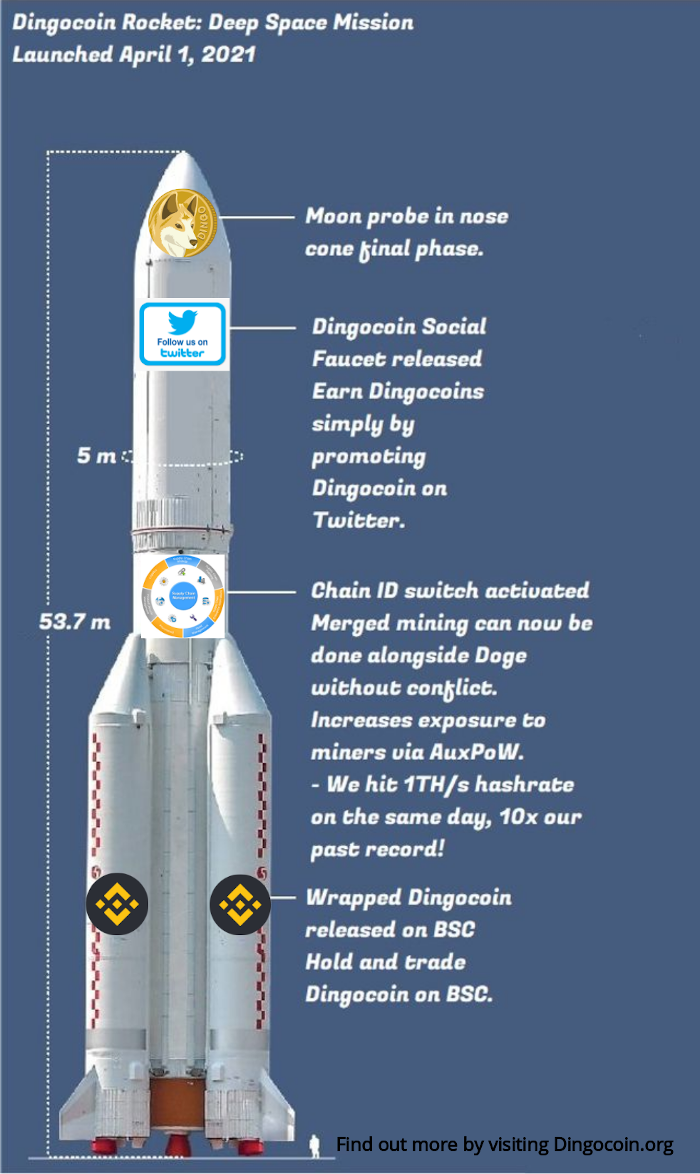 Dingocoin Rocket: Deep Space Mission
Launched April 1, 2021
DINGO
Moon probe in nose
cone final phase.
Follow us on
twitter
Dingocoin Social
Faucet released
Earn Dingocoins
simply by
promoting
Dingocoin on
Twitter.
5 m
Supply Chain
Management
Chain ID switch activated
Merged mining can now be
done alongside Doge
without conflict.
Increases exposure to
miners via AuxPoW.
- We hit 1TH/s hashrate
on the same day, 10x our
past record!
53.7 m
Wrapped Dingocoin
released on BSC
Hold and trade
Dingocoin on BSC.
Find out more by visiting Dingocoin.org